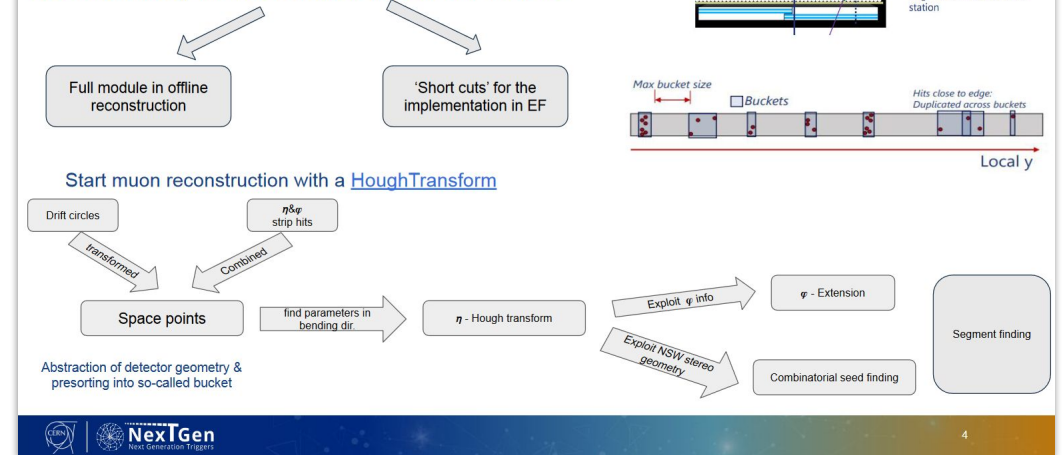 station
Full module in offline
reconstruction
'Short cuts' for the
implementation in EF
Max bucket size
Buckets
Hits close to edge:
Duplicated across buckets
Local y
Start muon reconstruction with a HoughTransform
Drift circles
η&φ
strip hits
transformed
Combined
Space points
find parameters in
bending dir.
η - Hough transform
Exploit φ info
φ - Extension
Exploit NSW stereo
geometry
Combinatorial seed finding
Segment finding
Abstraction of detector geometry &
presorting into so-called bucket
CERN
NexTGen
Next Generation Triggers
4